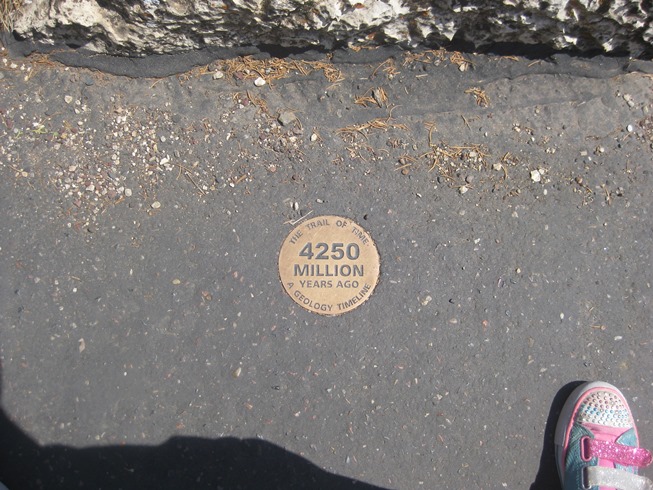 THE TRAIL OF TIME
4250
MILLION
YEARS AGO
A GEOLOGY TIMELINE